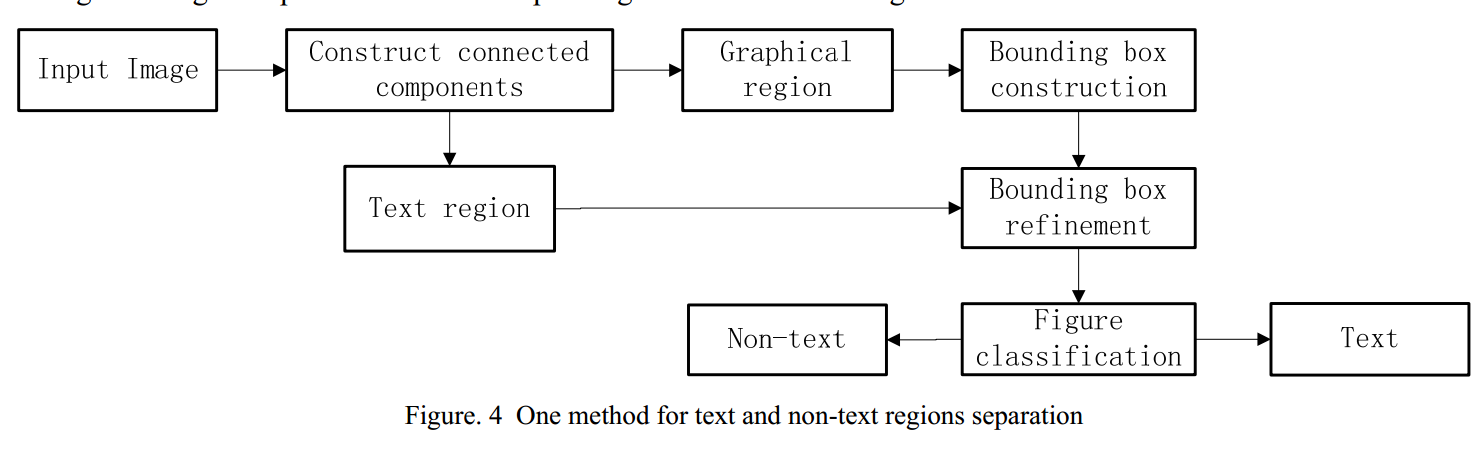 Input Image
Construct connected
components
Graphical
region
Bounding box
construction
Text region
Bounding box
refinement
Non-text
Figure
classification
Text
Figure. 4 One method for text and non-text regions separation